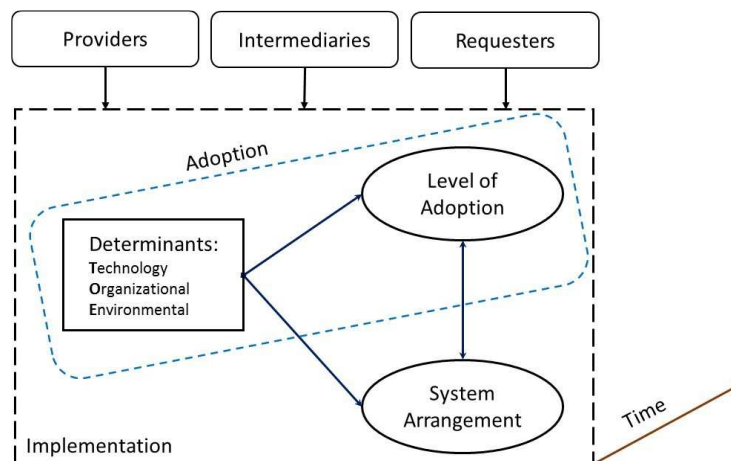 Providers
Intermediaries
Requesters
Adoption
Level of
Adoption
Determinants:
Technology
Organizational
Environmental
System
Arrangement
Time
Implementation